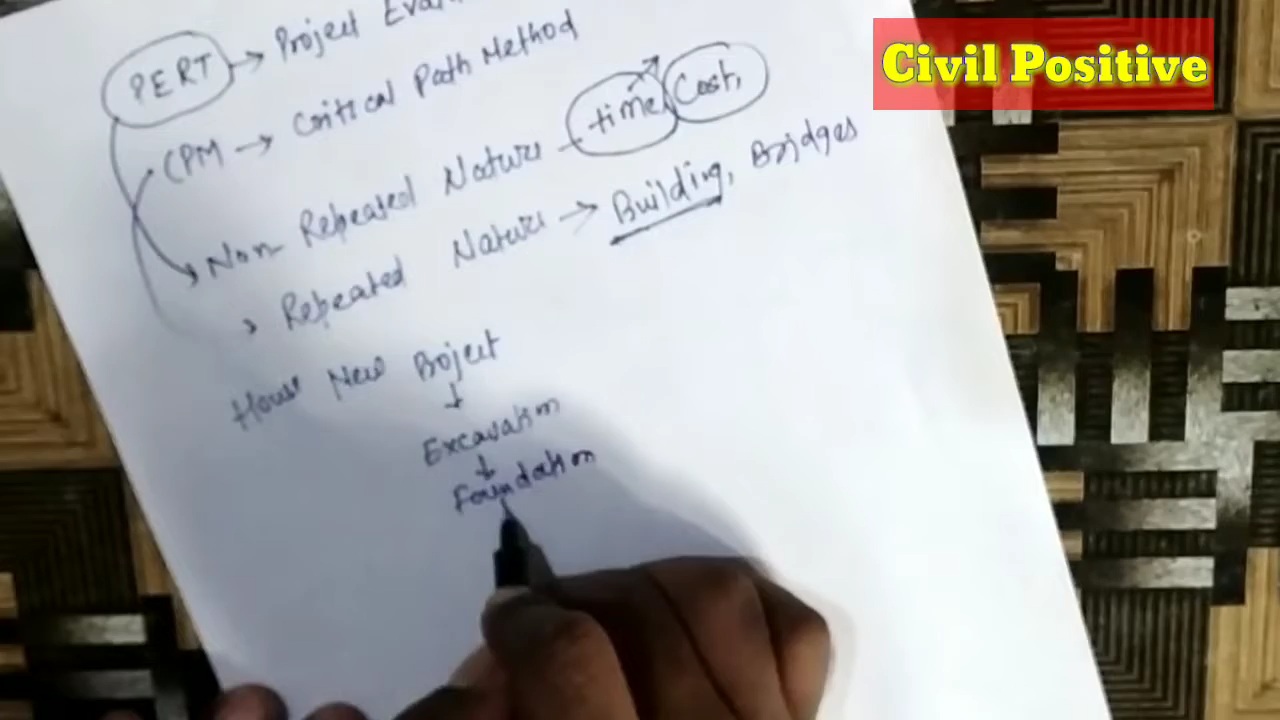 Civil Positive
PERT → Project Eva
CPM → Critical Path Method
Non-Repeated Nature - time, Cost,
Repeated Nature → Building, Bridges
House New Project
↓
Excavation
↓
Foundation